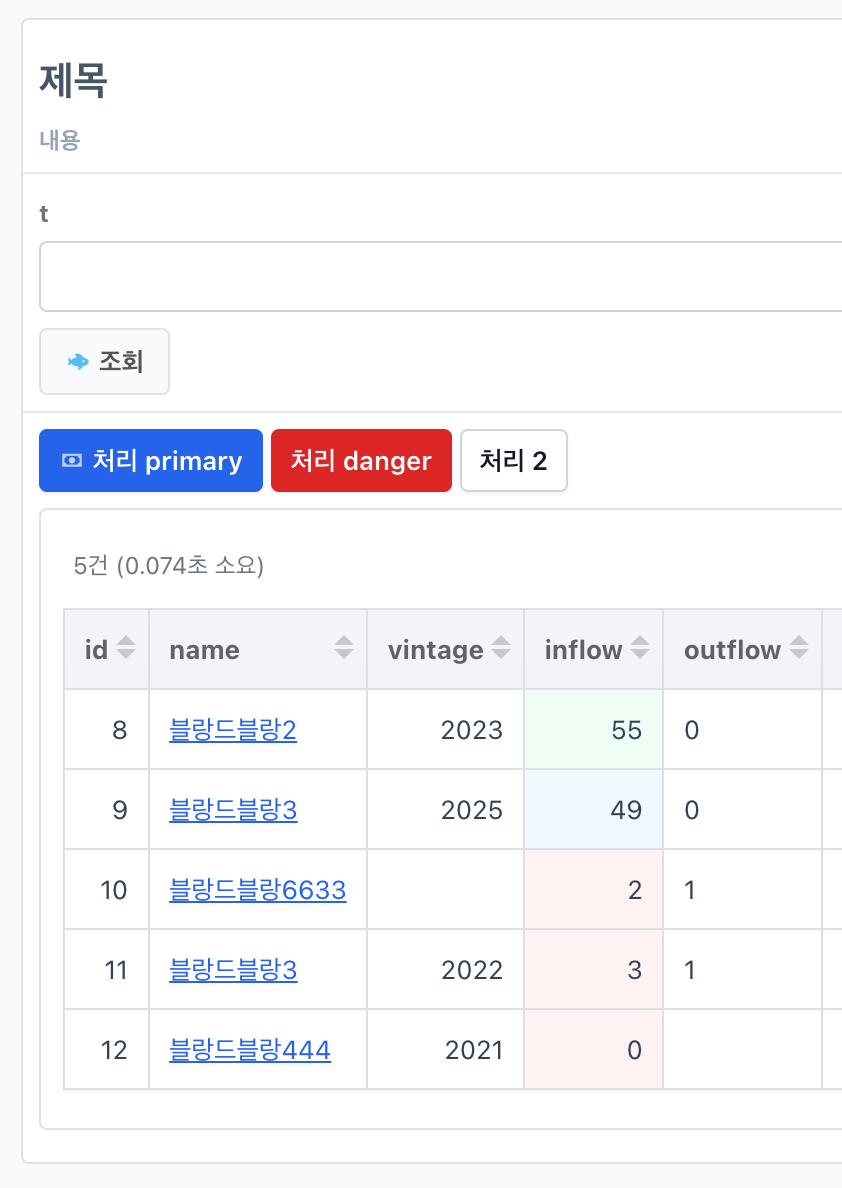 제목
내용
t
조회
처리 primary 처리 danger 처리 2
5건 (0.074초 소요)
id name vintage inflow outflow
8 블랑드블랑2 2023 55 0
9 블랑드블랑3 2025 49 0
10 블랑드블랑6633 2 1
11 블랑드블랑3 2022 3 1
12 블랑드블랑444 2021 0